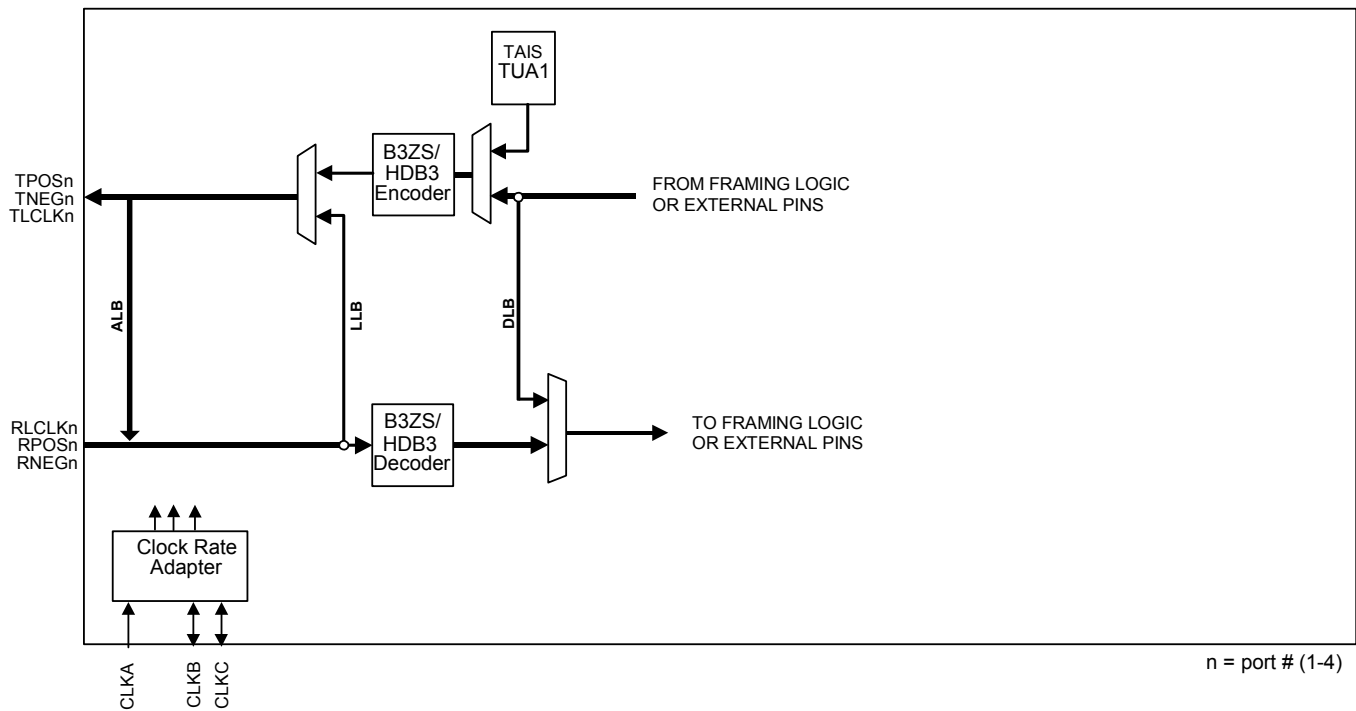 TAIS
TUA1
B3ZS/
HDB3
Encoder
TPOSn
TNEGn
TLCLKn
FROM FRAMING LOGIC
OR EXTERNAL PINS
ALB
LLB
DLB
RLCLKn
RPOSn
RNEGn
B3ZS/
HDB3
Decoder
TO FRAMING LOGIC
OR EXTERNAL PINS
Clock Rate
Adapter
CLKA
CLKB
CLKC
n = port # (1-4)